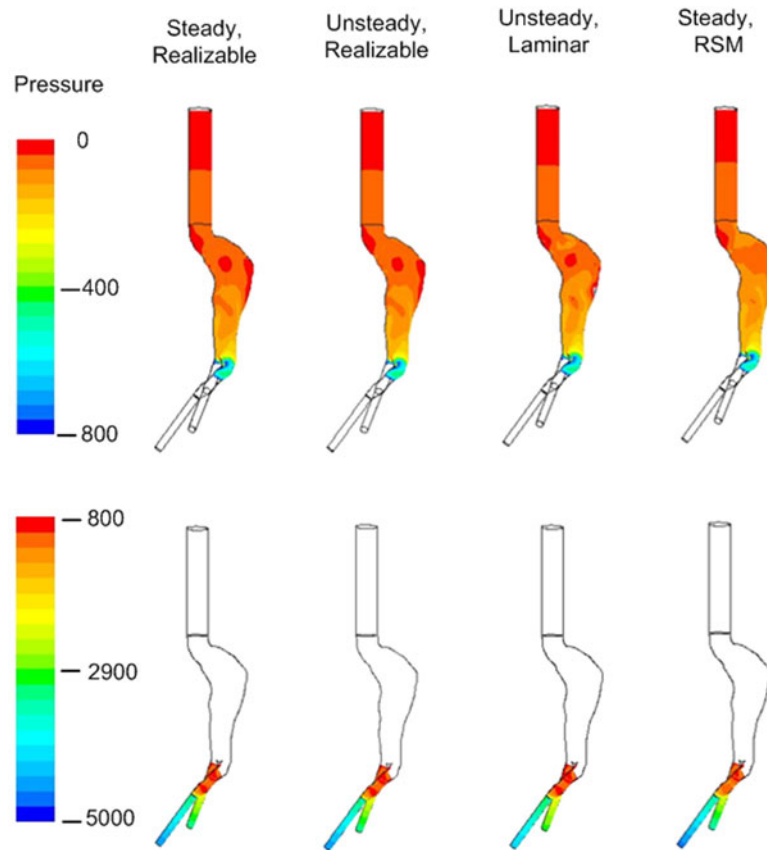 Steady, Unsteady, Unsteady, Steady,
Realizable Realizable Laminar RSM
Pressure
0
—400
—800
— 800
— 2900
— 5000